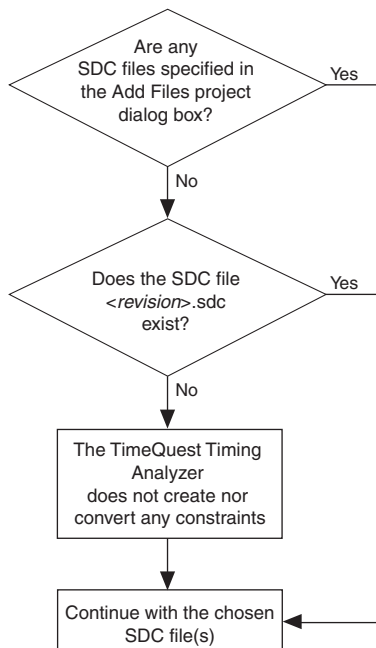 Are any
SDC files specified in
the Add Files project
dialog box?
Yes
No
Does the SDC file
<revision>.sdc
exist?
Yes
No
The TimeQuest Timing
Analyzer
does not create nor
convert any constraints
Continue with the chosen
SDC file(s)